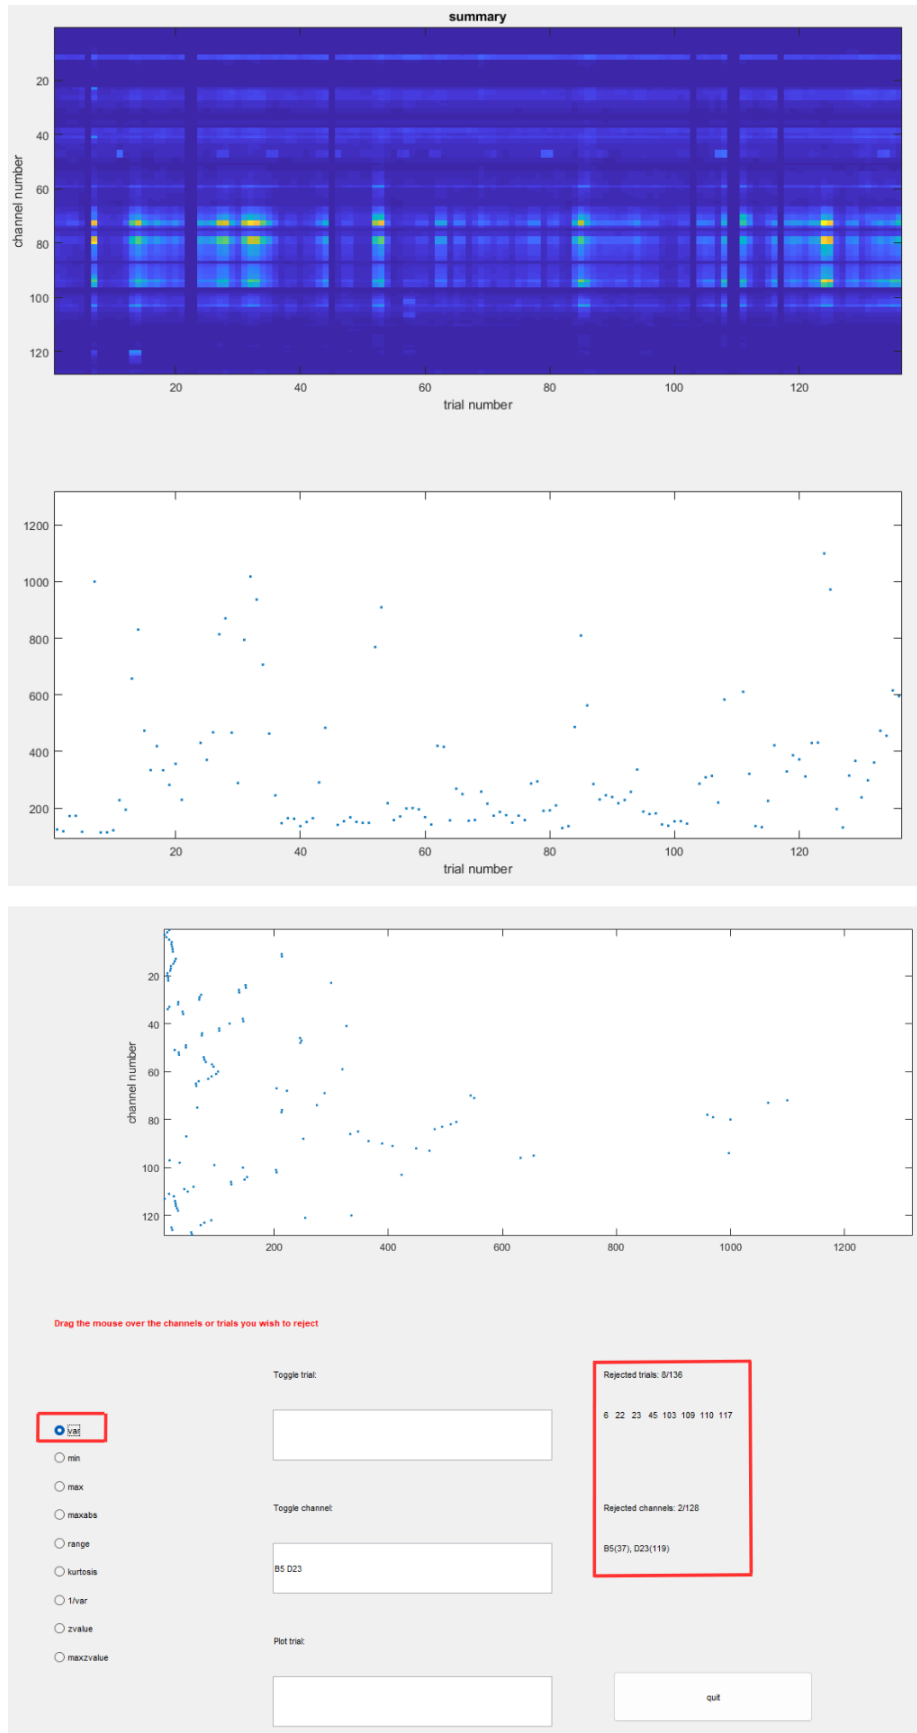 summary
20
40
60
80
100
120
channel number
20 40 60 80 100 120
trial number
1200
1000
800
600
400
200
20 40 60 80 100 120
trial number
20
40
60
80
100
120
channel number
200 400 600 800 1000 1200
Drag the mouse over the channels or trials you wish to reject
Toggle trial:
Rejected trials: 8/136
6 22 23 45 103 109 110 117
var
min
max
maxabs
Toggle channel:
Rejected channels: 2/128
range
B5(37), D23(119)
kurtosis
B5 D23
1/var
zvalue
Plot trial:
maxzvalue
quit